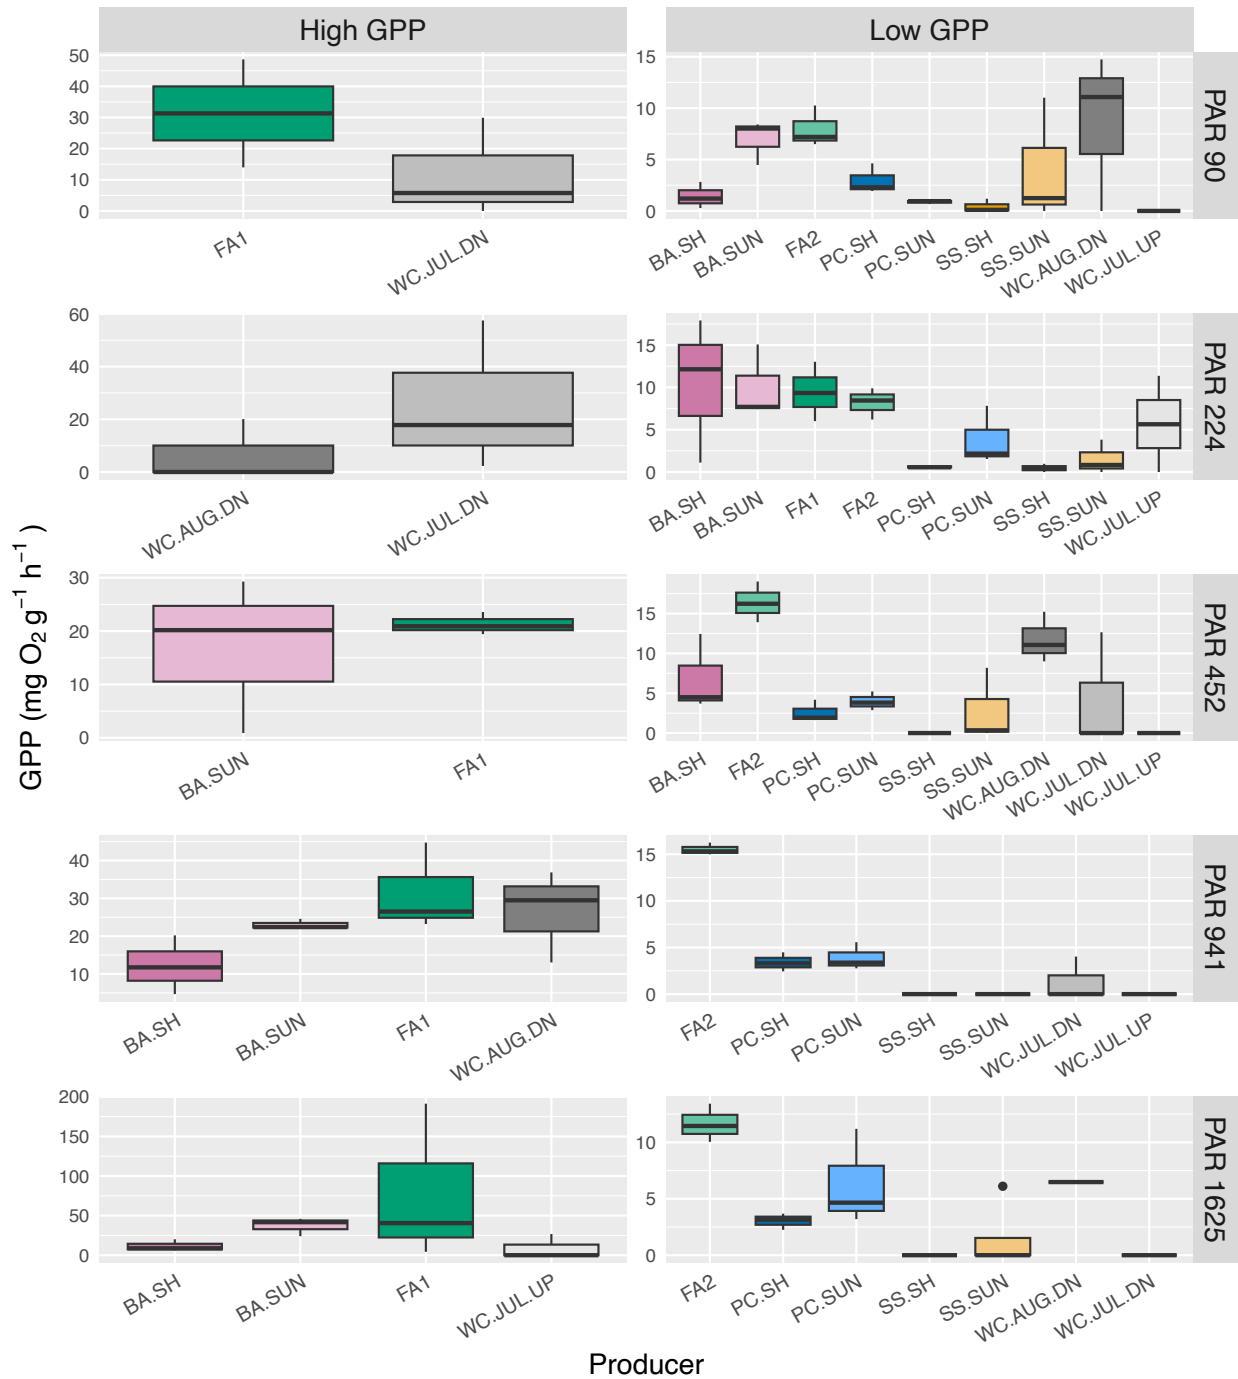 High GPP
Low GPP
50
40
30
20
10
0
FA1
WC.JUL.DN
15
10
5
0
BA.SH
BA.SUN
FA2
PC.SH
PC.SUN
SS.SH
SS.SUN
WC.AUG.DN
WC.JUL.UP
PAR 90
60
40
20
0
WC.AUG.DN
WC.JUL.DN
15
10
5
0
BA.SH
BA.SUN
FA1
FA2
PC.SH
PC.SUN
SS.SH
SS.SUN
WC.JUL.UP
PAR 224
GPP (mg O₂ g⁻¹ h⁻¹ )
30
20
10
0
BA.SUN
FA1
15
10
5
0
BA.SH
FA2
PC.SH
PC.SUN
SS.SH
SS.SUN
WC.AUG.DN
WC.JUL.DN
WC.JUL.UP
PAR 452
40
30
20
10
BA.SH
BA.SUN
FA1
WC.AUG.DN
15
10
5
0
FA2
PC.SH
PC.SUN
SS.SH
SS.SUN
WC.JUL.DN
WC.JUL.UP
PAR 941
200
150
100
50
0
BA.SH
BA.SUN
FA1
WC.JUL.UP
10
5
0
FA2
PC.SH
PC.SUN
SS.SH
SS.SUN
WC.AUG.DN
WC.JUL.DN
PAR 1625
Producer